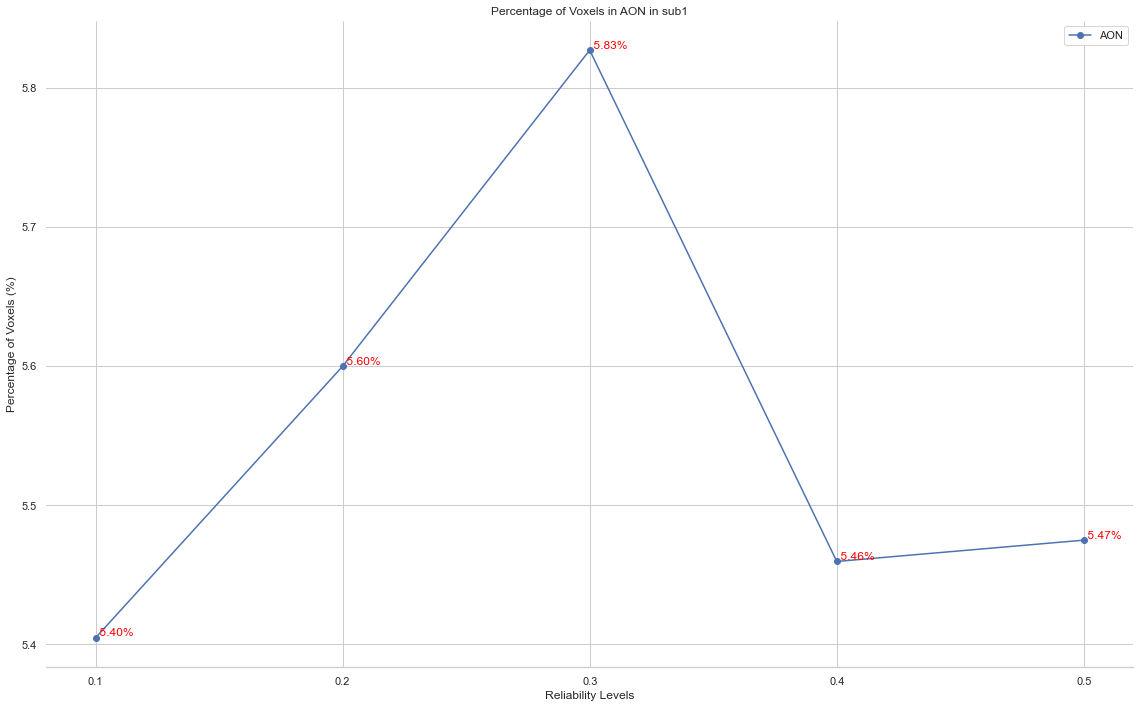 Percentage of Voxels in AON in sub1
AON
5.83%
5.8
5.7
Percentage of Voxels (%)
5.6
5.60%
5.5
5.47%
5.46%
5.40%
5.4
0.1 0.2 0.3 0.4 0.5
Reliability Levels